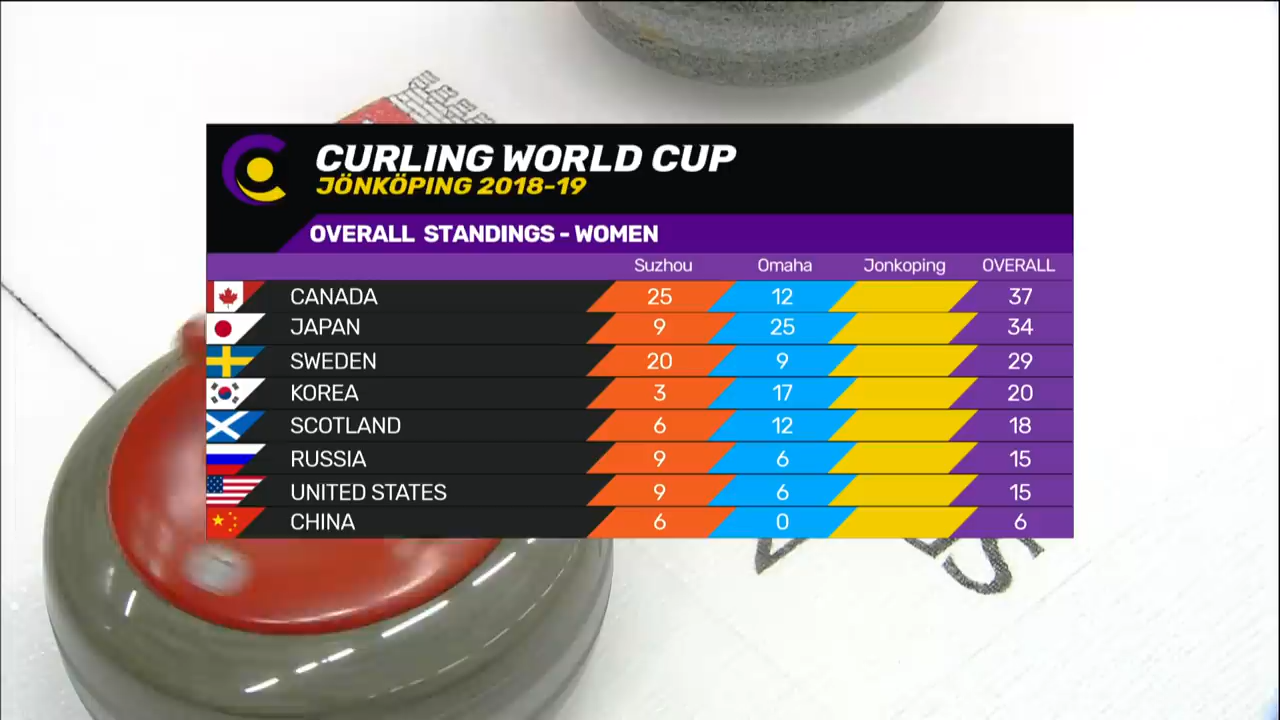 CURLING WORLD CUP
JÖNKÖPING 2018-19
OVERALL STANDINGS - WOMEN
Suzhou Omaha Jonkoping OVERALL
CANADA 25 12 37
JAPAN 9 25 34
SWEDEN 20 9 29
KOREA 3 17 20
SCOTLAND 6 12 18
RUSSIA 9 6 15
UNITED STATES 9 6 15
CHINA 6 0 6